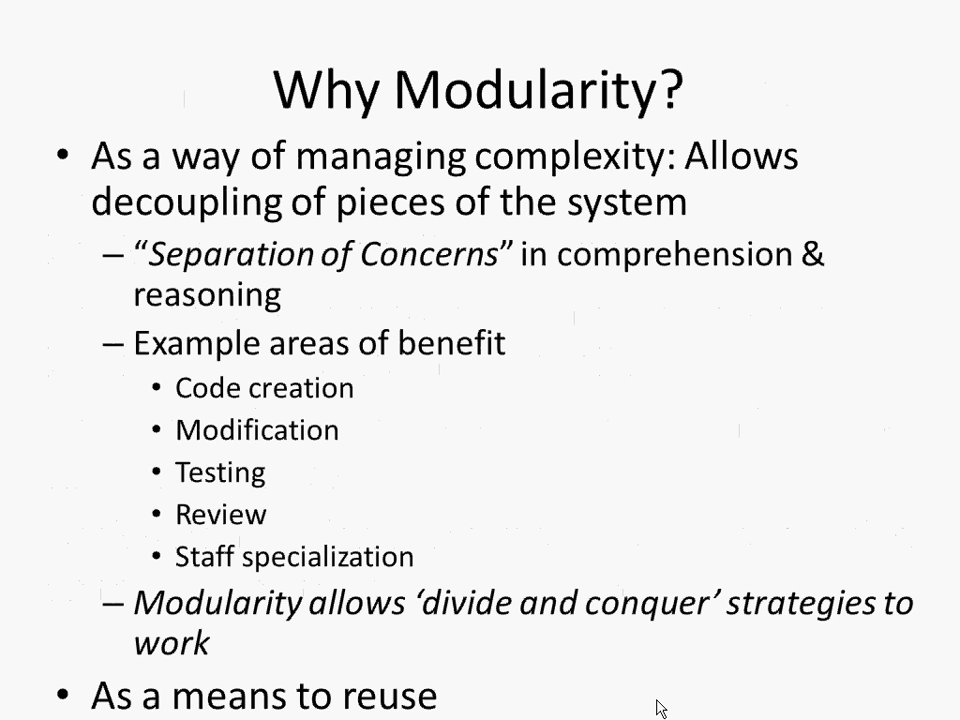 Why Modularity?
• As a way of managing complexity: Allows
decoupling of pieces of the system
– “Separation of Concerns” in comprehension &
reasoning
– Example areas of benefit
• Code creation
• Modification
• Testing
• Review
• Staff specialization
– Modularity allows ‘divide and conquer’ strategies to
work
• As a means to reuse